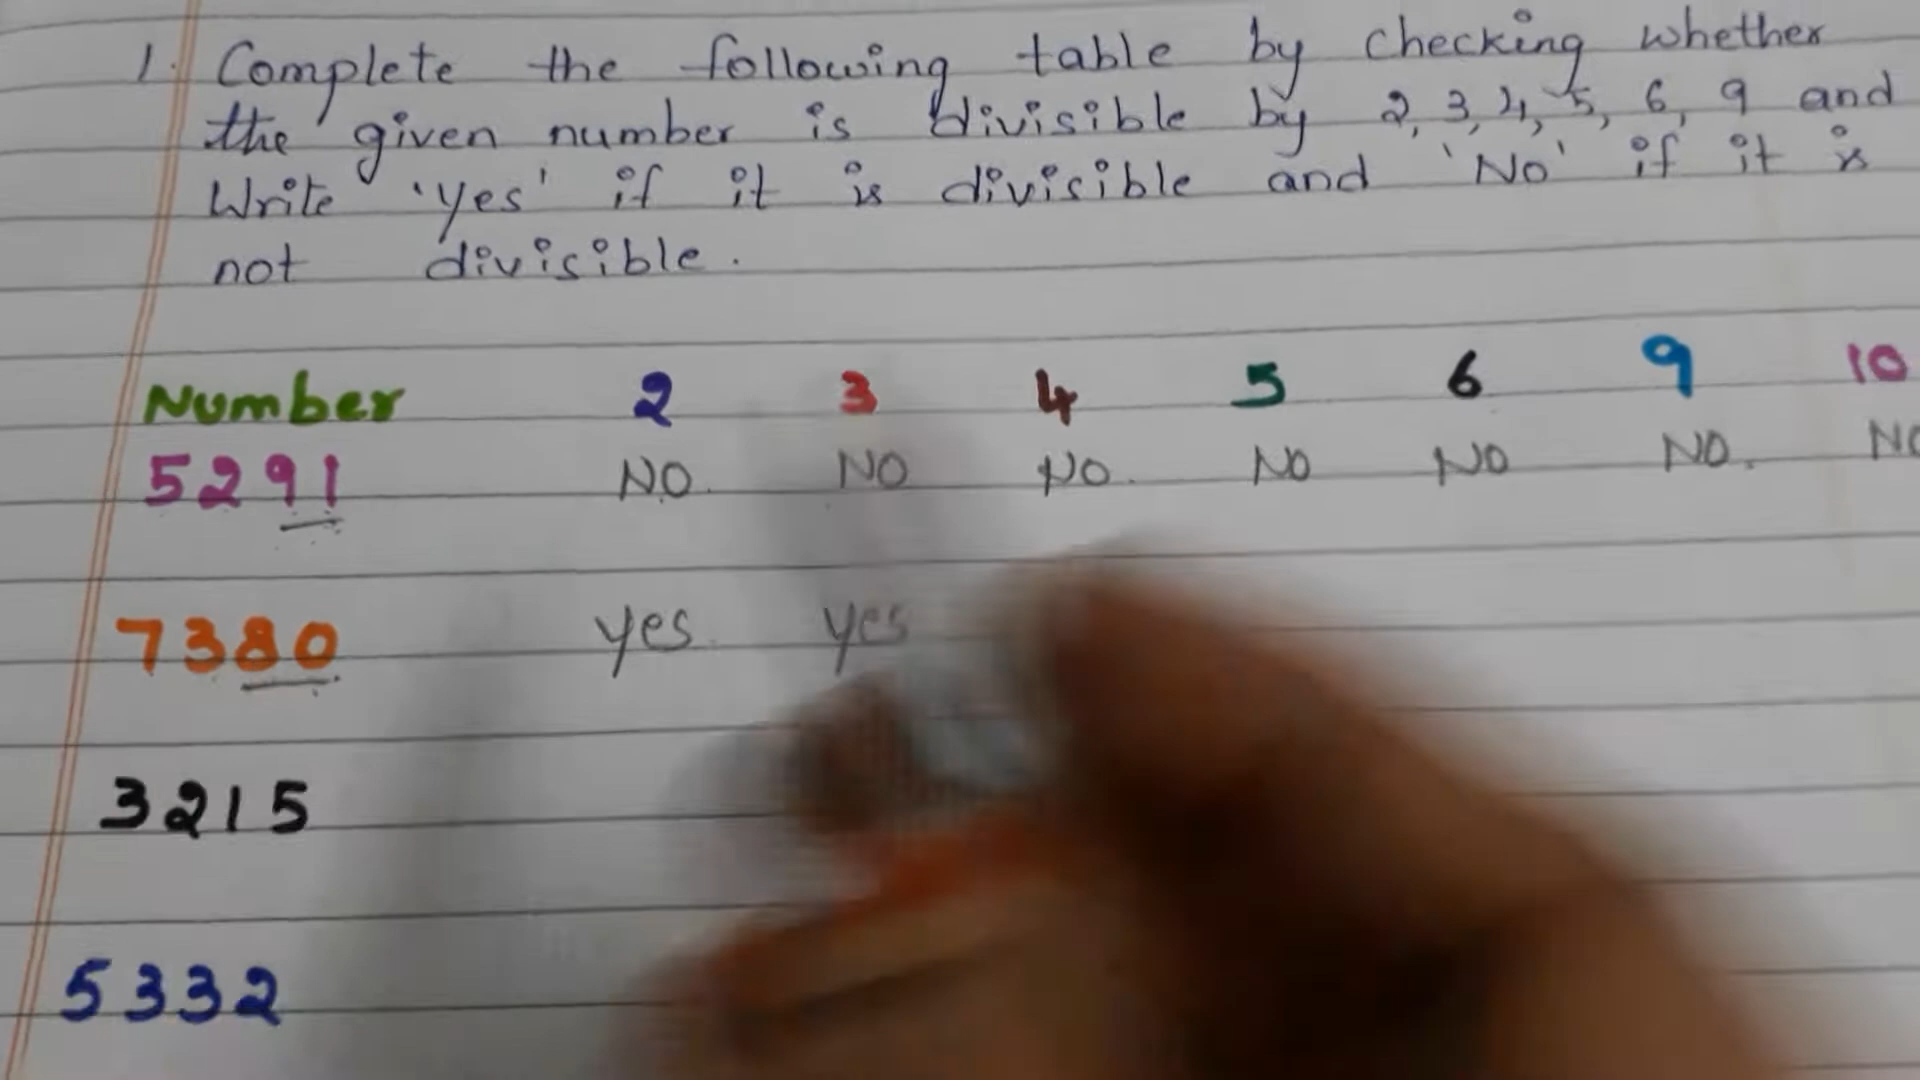 1. Complete the following table by checking whether
the given number is divisible by 2, 3, 4, 5, 6, 9 and
Write 'yes' if it is divisible and 'No' if it is
not divisible.
Number 2 3 4 5 6 9 10
5291 NO. NO NO. NO NO NO. NO
7380 yes yes
3215
5332